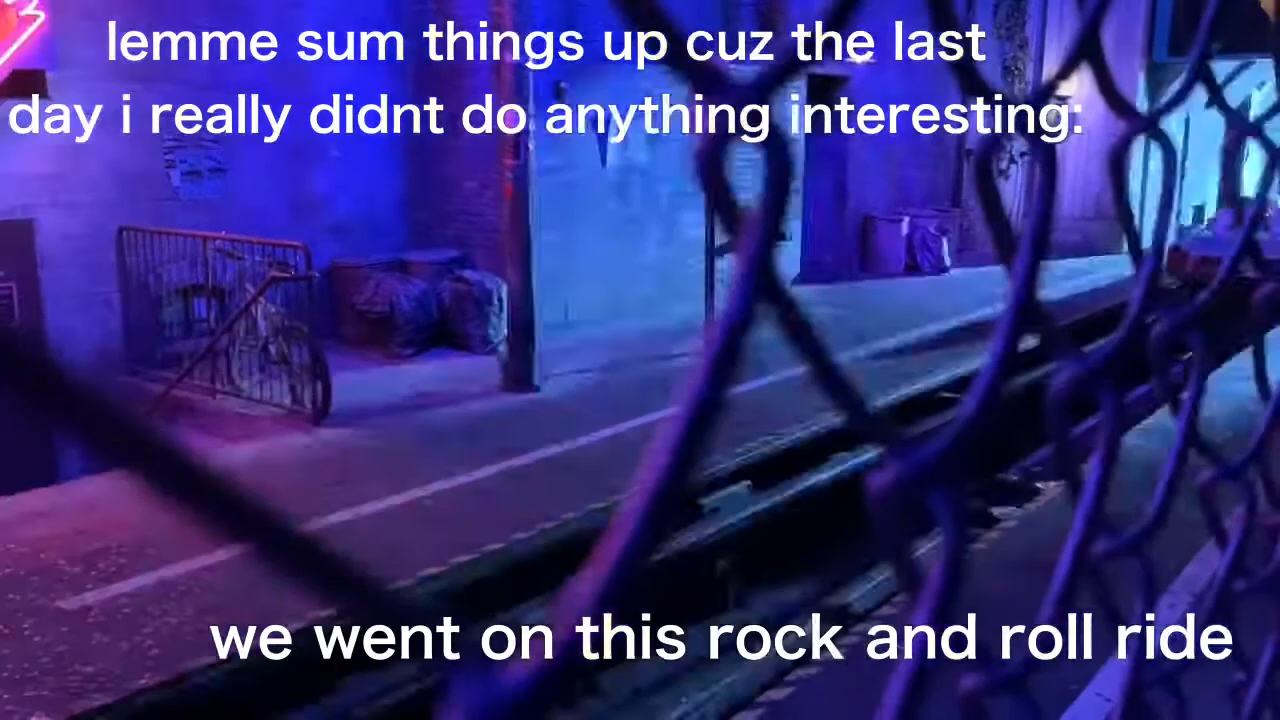 lemme sum things up cuz the last
day i really didnt do anything interesting:
we went on this rock and roll ride